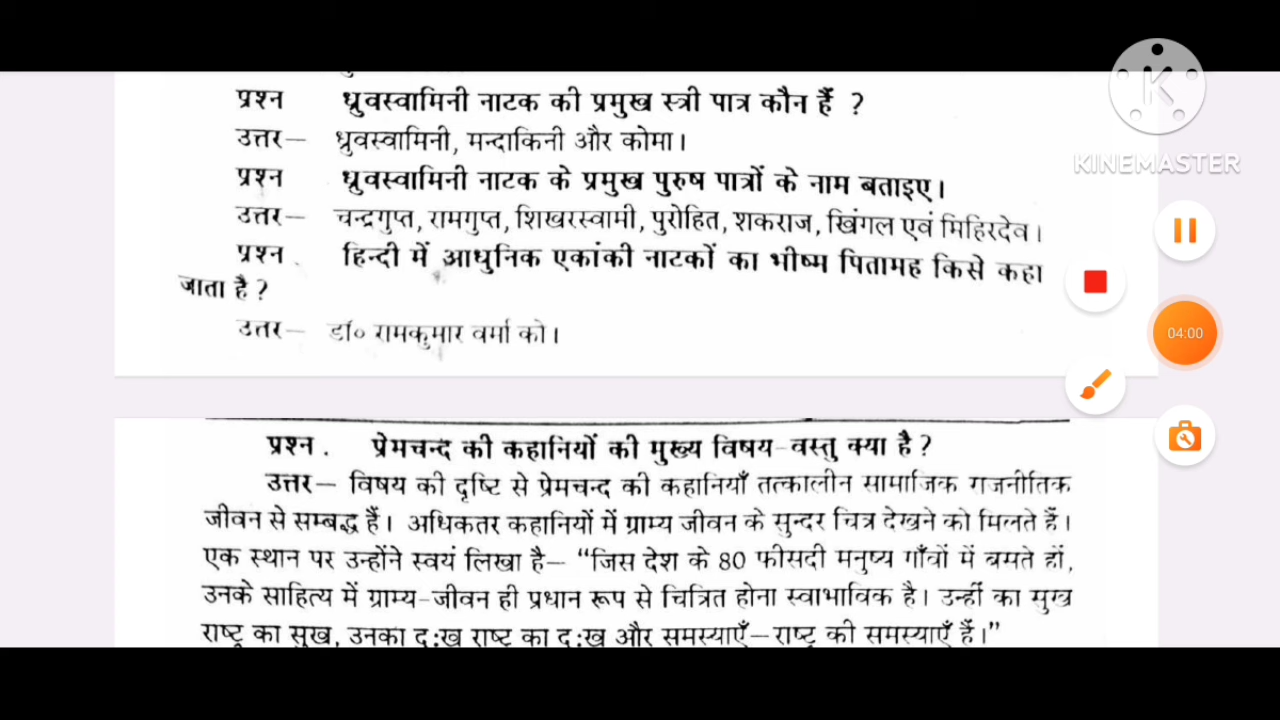 प्रश्न ध्रुवस्वामिनी नाटक की प्रमुख स्त्री पात्र कौन हैं ?
उत्तर— ध्रुवस्वामिनी, मन्दाकिनी और कोमा।
प्रश्न ध्रुवस्वामिनी नाटक के प्रमुख पुरुष पात्रों के नाम बताइए।
उत्तर— चन्द्रगुप्त, रामगुप्त, शिखरस्वामी, पुरोहित, शकराज, खिंगल एवं मिहिरदेव।
प्रश्न . हिन्दी में आधुनिक एकांकी नाटकों का भीष्म पितामह किसे कहा
जाता है ?
उत्तर— डॉ० रामकुमार वर्मा को।
प्रश्न . प्रेमचन्द की कहानियों की मुख्य विषय-वस्तु क्या है ?
उत्तर— विषय की दृष्टि से प्रेमचन्द की कहानियाँ तत्कालीन सामाजिक राजनीतिक
जीवन से सम्बद्ध हैं। अधिकतर कहानियों में ग्राम्य जीवन के सुन्दर चित्र देखने को मिलते हैं।
एक स्थान पर उन्होंने स्वयं लिखा है— “जिस देश के 80 फीसदी मनुष्य गाँवों में बसते हों,
उनके साहित्य में ग्राम्य-जीवन ही प्रधान रूप से चित्रित होना स्वाभाविक है। उन्हीं का सुख
राष्ट्र का सुख, उनका दुःख राष्ट्र का दुःख और समस्याएँ—राष्ट्र की समस्याएँ हैं।”
K
KINEMASTER
04:00